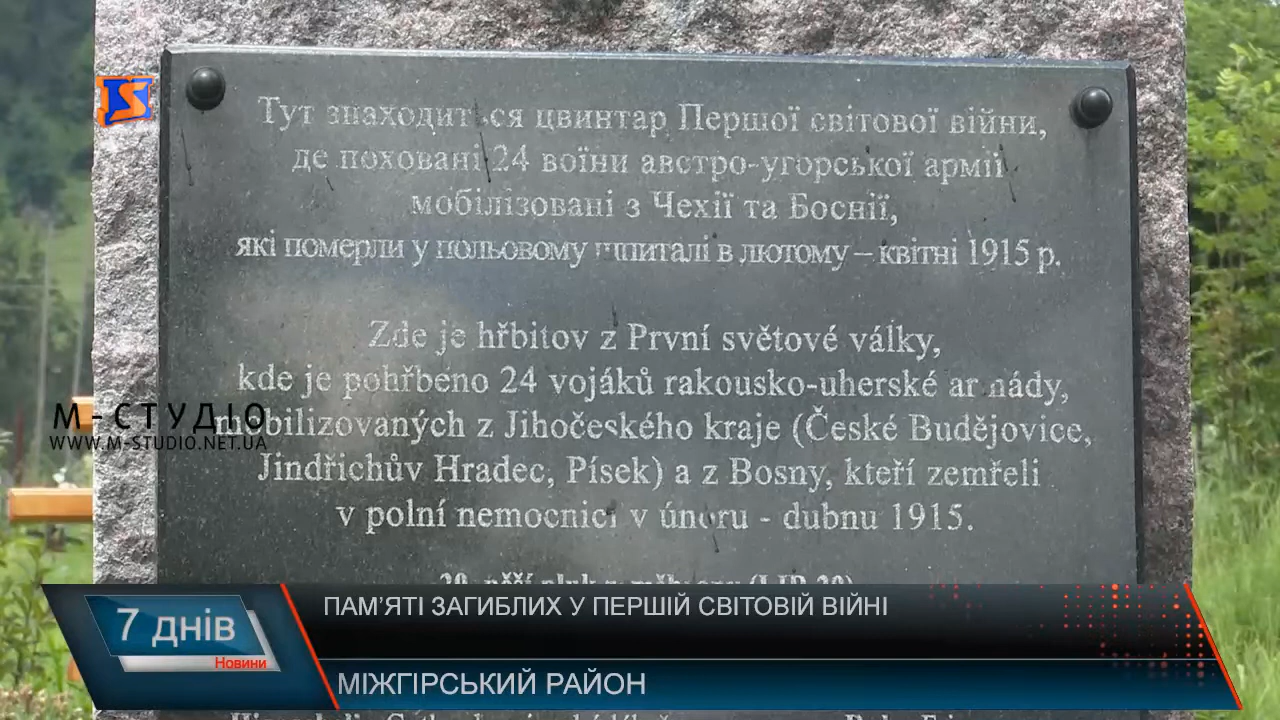 Тут знаходиться цвинтар Першої світової війни,
де поховані 24 воїни австро-угорської армії
мобілізовані з Чехії та Боснії,
які померли у польовому шпиталі в лютому – квітні 1915 р.
Zde je hřbitov z První světové války,
kde je pohřbeno 24 vojáků rakousko-uherské armády,
mobilizovaných z Jihočeského kraje (České Budějovice,
Jindřichův Hradec, Písek) a z Bosny, kteří zemřeli
v polní nemocnici v únoru - dubnu 1915.
М-СТУДІО
WWW.M-STUDIO.NET.UA
7 днів
Новини
ПАМ’ЯТІ ЗАГИБЛИХ У ПЕРШІЙ СВІТОВІЙ ВІЙНІ
МІЖГІРСЬКИЙ РАЙОН